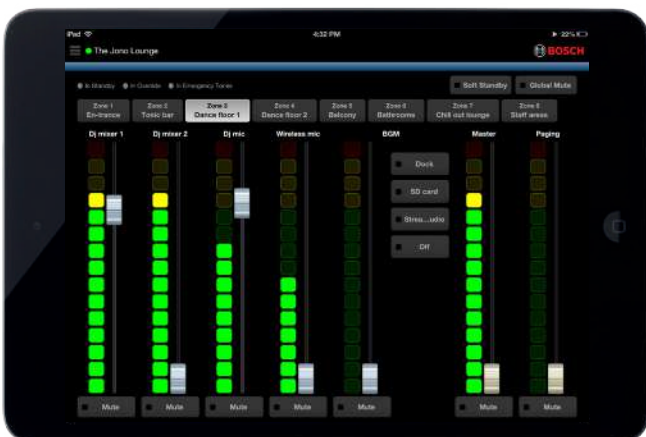 iPad 4:32 PM 22%
The Jono Lounge BOSCH
In Standby In Override In Emergency Tones Soft Standby Global Mute
Zone 1 Zone 2 Zone 3 Zone 4 Zone 5 Zone 6 Zone 7 Zone 8
En-trance Tonic bar Dance floor 1 Dance floor 2 Balcony Bathrooms Chill out lounge Staff areas
Dj mixer 1 Dj mixer 2 Dj mic Wireless mic BGM Master Paging
Dock
SD card
Strea...udio
Off
Mute Mute Mute Mute Mute Mute Mute